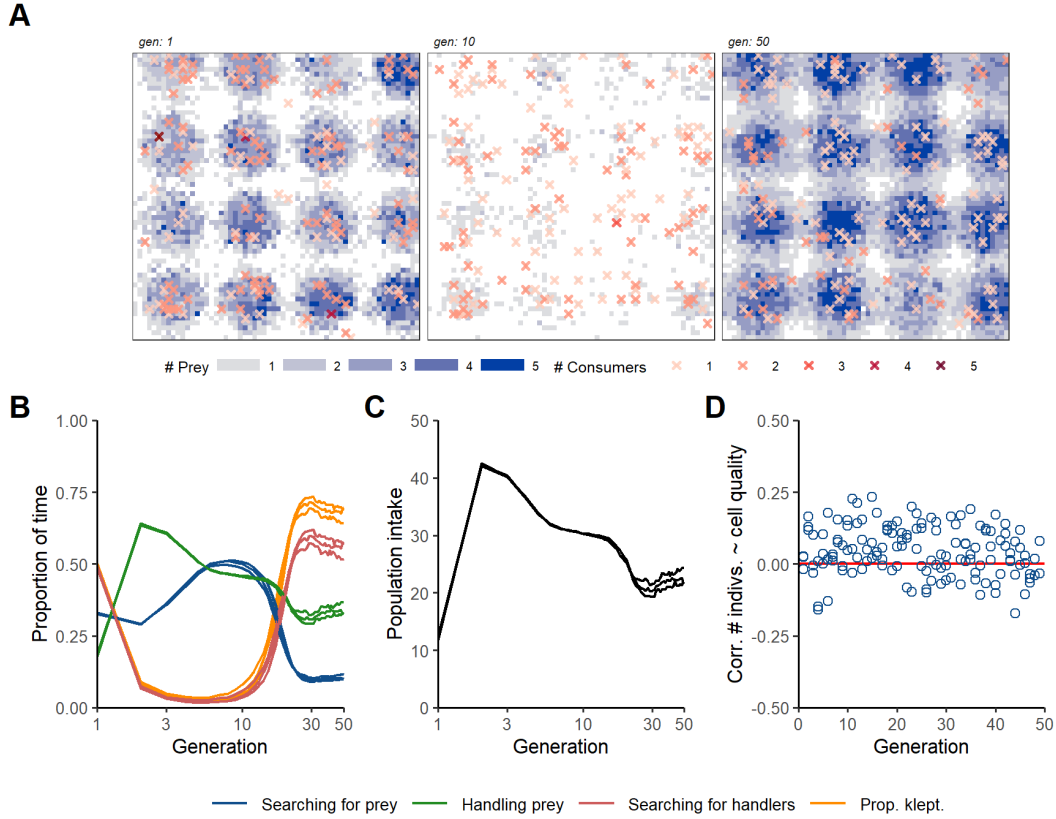 A
gen: 1
gen: 10
gen: 50
# Prey 1 2 3 4 5 # Consumers 1 2 3 4 5
B
Proportion of time
1.00
0.75
0.50
0.25
0.00
1 3 10 30 50
Generation
C
Population intake
50
40
30
20
10
0
1 3 10 30 50
Generation
D
Corr. # indivs. ~ cell quality
0.50
0.25
0.00
-0.25
-0.50
0 10 20 30 40 50
Generation
Searching for prey Handling prey Searching for handlers Prop. klept.